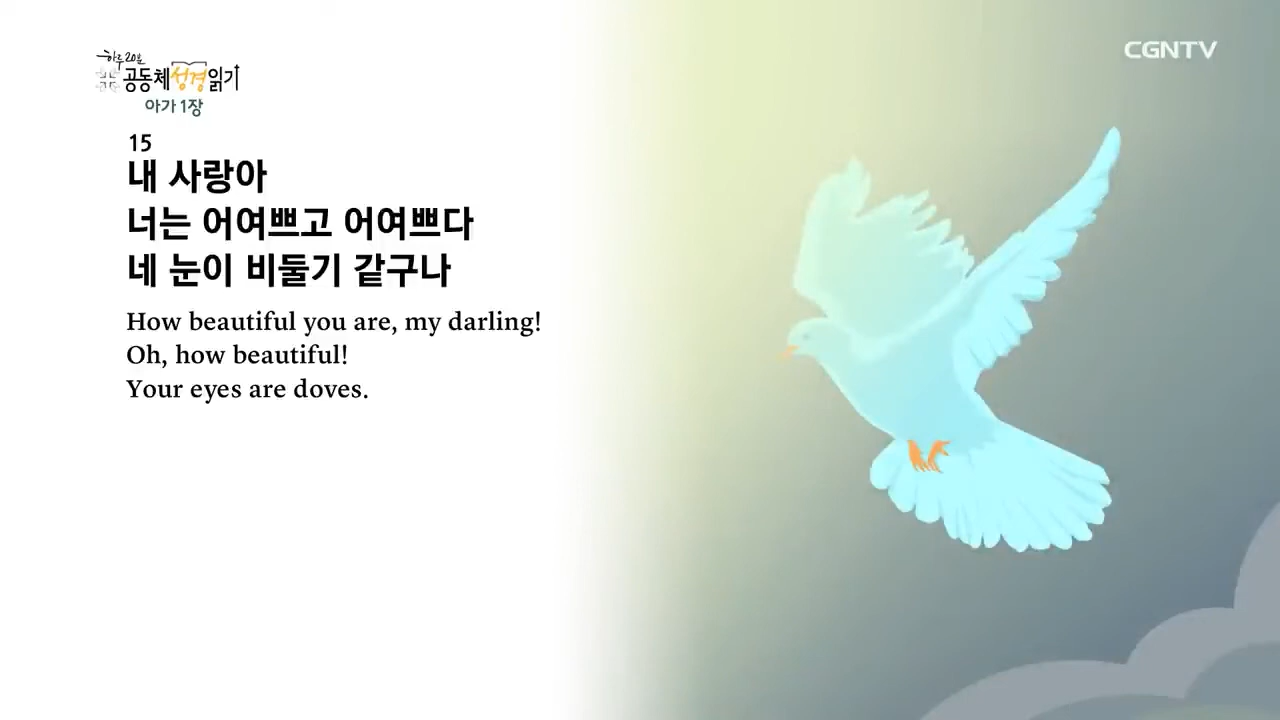 하루 20분
공동체성경읽기
아가 1장
CGNTV
15
내 사랑아
너는 어여쁘고 어여쁘다
네 눈이 비둘기 같구나
How beautiful you are, my darling!
Oh, how beautiful!
Your eyes are doves.